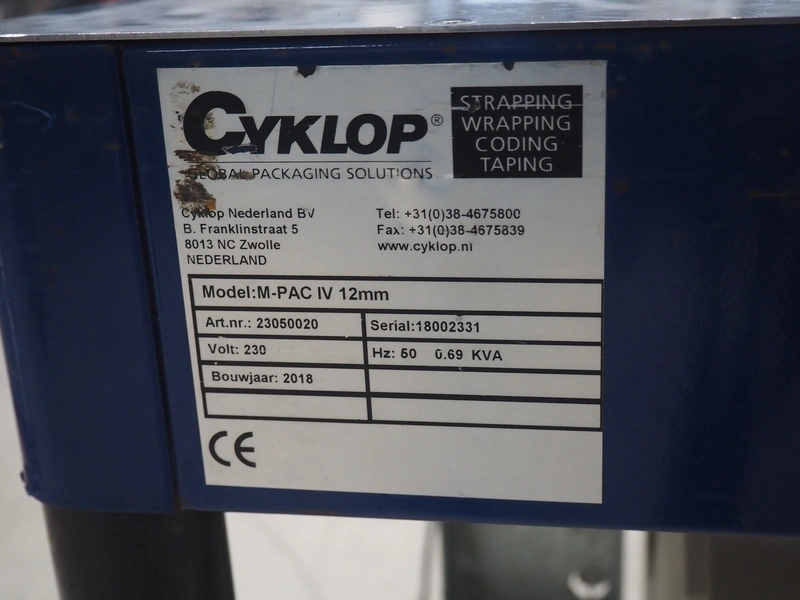 CYKLOP®
GLOBAL PACKAGING SOLUTIONS
STRAPPING
WRAPPING
CODING
TAPING
Cyklop Nederland BV
B. Franklinstraat 5
8013 NC Zwolle
NEDERLAND
Tel: +31(0)38-4675800
Fax: +31(0)38-4675839
www.cyklop.nl
Model:M-PAC IV 12mm
Art.nr.: 23050020 Serial:18002331
Volt: 230 Hz: 50 0.69 KVA
Bouwjaar: 2018
CE